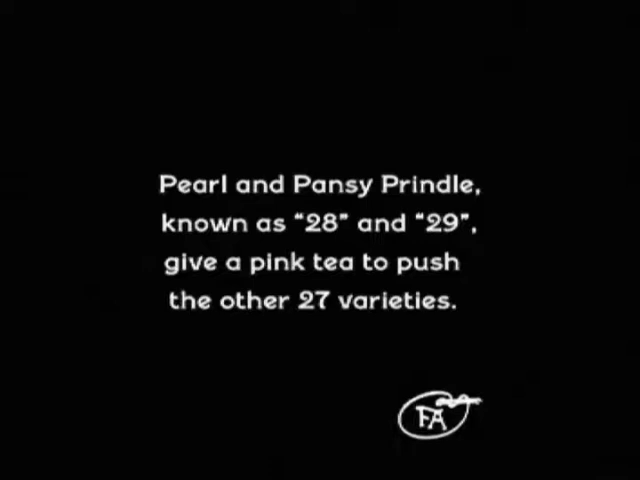 Pearl and Pansy Prindle,
known as “28” and “29”,
give a pink tea to push
the other 27 varieties.
FA